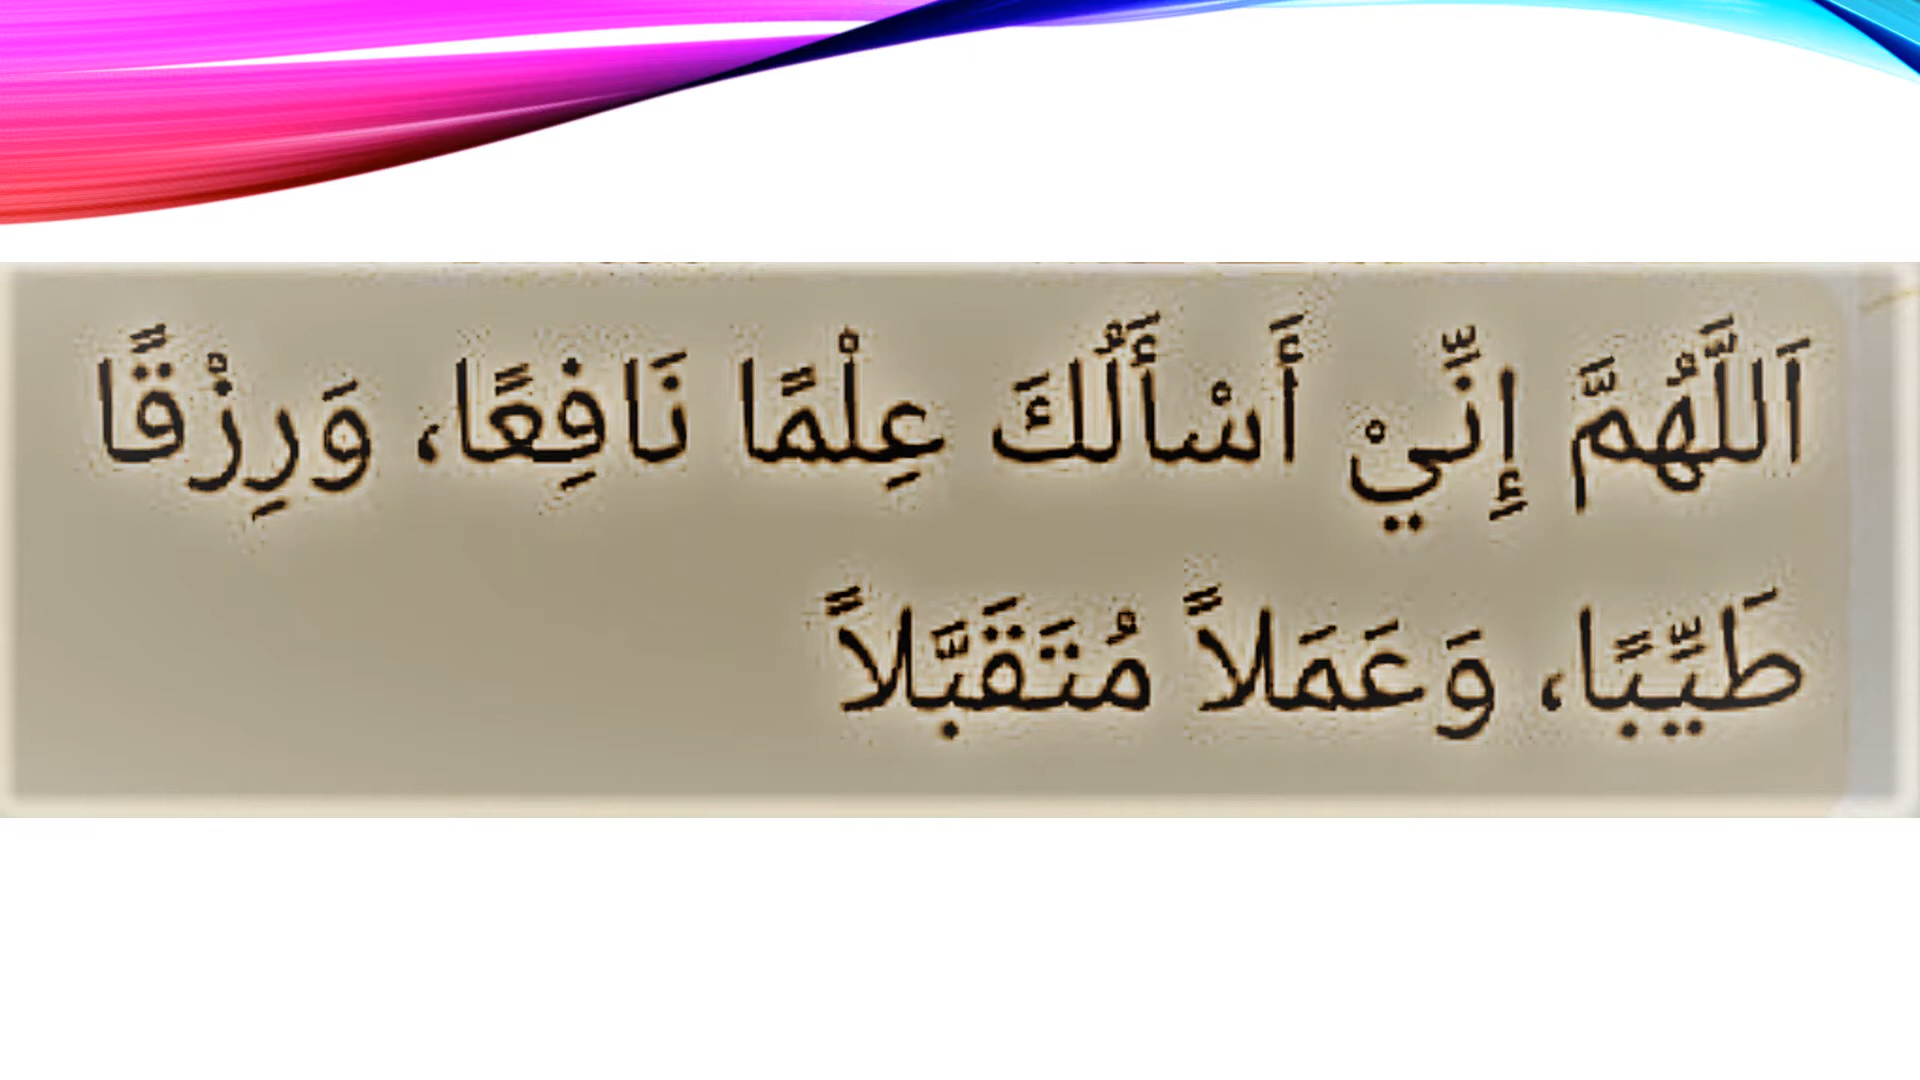 اَللَّهُمَّ إِنِّيْ أَسْأَلُكَ عِلْمًا نَافِعًا، وَرِزْقًا
طَيِّبًا، وَعَمَلاً مُتَقَبَّلاً